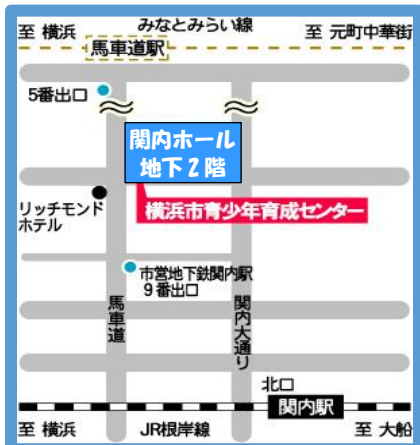 みなとみらい線
至 横浜
至 元町中華街
馬車道駅
5番出口
関内ホール
地下2階
リッチモンド
ホテル
横浜市青少年育成センター
市営地下鉄関内駅
9番出口
馬車道
関内大通り
北口
関内駅
至 横浜
JR根岸線
至 大船